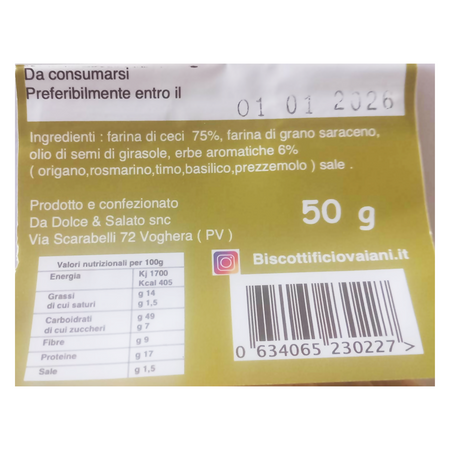 Da consumarsi
Preferibilmente entro il
01 01 2026
Ingredienti : farina di ceci 75%, farina di grano saraceno,
olio di semi di girasole, erbe aromatiche 6%
( origano,rosmarino,timo,basilico,prezzemolo ) sale .
Prodotto e confezionato
Da Dolce & Salato snc
Via Scarabelli 72 Voghera ( PV )
50 g
Biscottificiovaiani.it
Valori nutrizionali per 100g
Energia Kj 1700
Kcal 405
Grassi g 14
di cui saturi g 1,5
Carboidrati g 49
di cui zuccheri g 7
Fibre g 9
Proteine g 17
Sale g 1,5
0 634065 230227 >